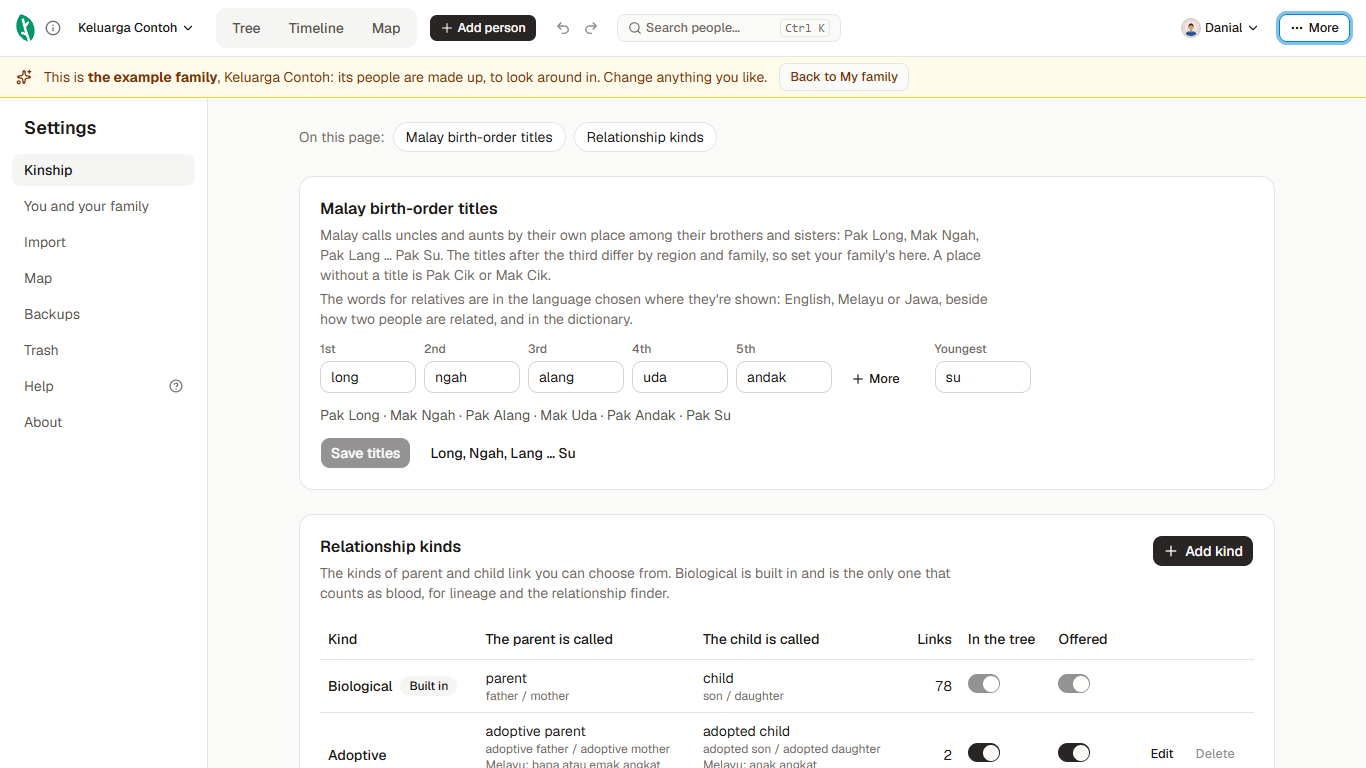 Keluarga Contoh
Tree
Timeline
Map
+ Add person
Search people...
Ctrl K
Danial
··· More
This is the example family, Keluarga Contoh: its people are made up, to look around in. Change anything you like.
Back to My family
Settings
Kinship
You and your family
Import
Map
Backups
Trash
Help
About
On this page:
Malay birth-order titles
Relationship kinds
Malay birth-order titles
Malay calls uncles and aunts by their own place among their brothers and sisters: Pak Long, Mak Ngah,
Pak Lang … Pak Su. The titles after the third differ by region and family, so set your family's here. A place
without a title is Pak Cik or Mak Cik.
The words for relatives are in the language chosen where they're shown: English, Melayu or Jawa, beside
how two people are related, and in the dictionary.
1st
2nd
3rd
4th
5th
Youngest
long
ngah
alang
uda
andak
+ More
su
Pak Long · Mak Ngah · Pak Alang · Mak Uda · Pak Andak · Pak Su
Save titles
Long, Ngah, Lang … Su
Relationship kinds
+ Add kind
The kinds of parent and child link you can choose from. Biological is built in and is the only one that
counts as blood, for lineage and the relationship finder.
Kind
The parent is called
The child is called
Links
In the tree
Offered
Biological
Built in
parent
father / mother
child
son / daughter
78
Adoptive
adoptive parent
adoptive father / adoptive mother
Melayu: bapa atau emak angkat
adopted child
adopted son / adopted daughter
Melayu: anak angkat
2
Edit
Delete